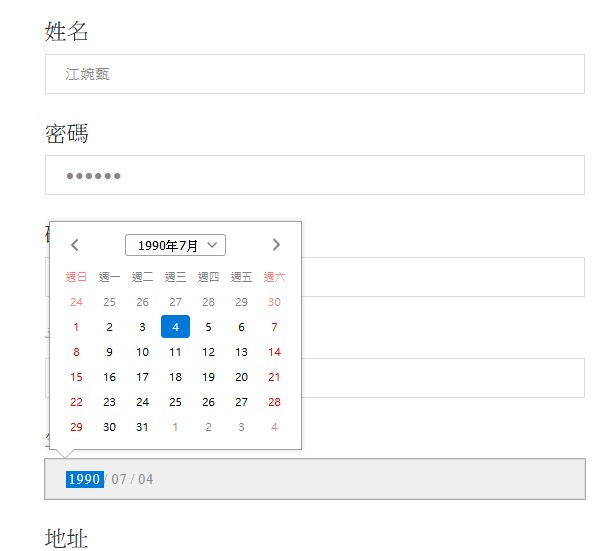 姓名
江婉甄
密碼
1990年7月
週日 週一 週二 週三 週四 週五 週六
24 25 26 27 28 29 30
1 2 3 4 5 6 7
8 9 10 11 12 13 14
15 16 17 18 19 20 21
22 23 24 25 26 27 28
29 30 31 1 2 3 4
1990 / 07 / 04
地址